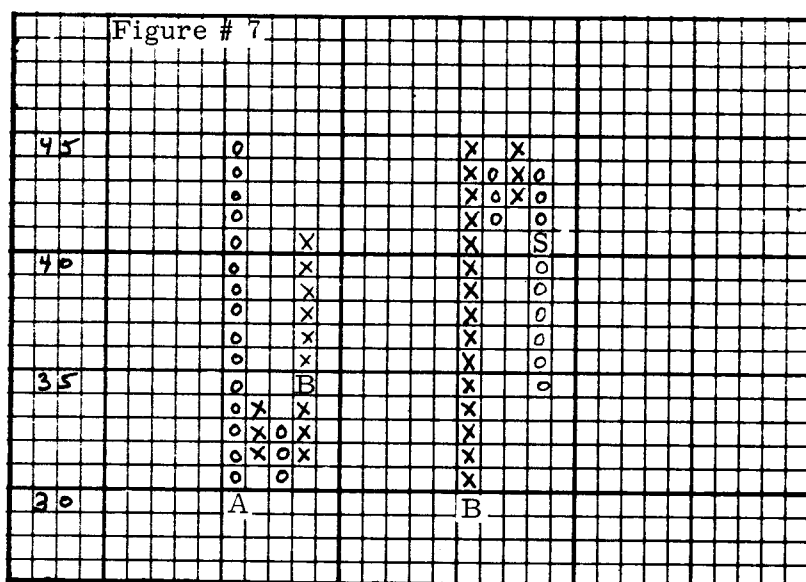 Figure # 7
45 O X X
O X O X O
O X O X O
O X O O
O X X S
40 O X X O
O X X O
O X X O
O X X O
O X X O
35 O B X O
O X X X
O X O X X
O X O X X
O O X
30 A B